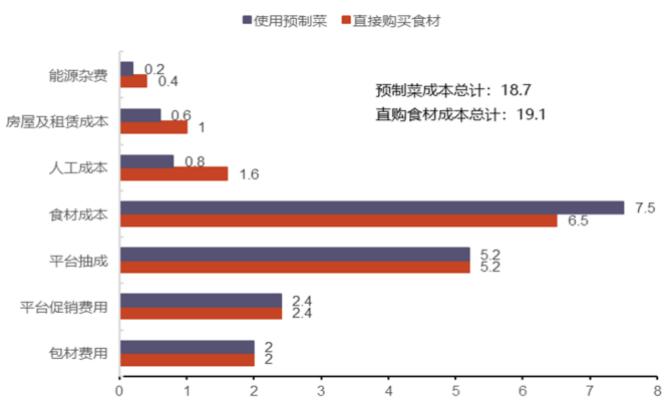 使用预制菜 直接购买食材
能源杂费 0.2
0.4
预制菜成本总计：18.7
直购食材成本总计：19.1
房屋及租赁成本 0.6
1
人工成本 0.8
1.6
食材成本 7.5
6.5
平台抽成 5.2
5.2
平台促销费用 2.4
2.4
包材费用 2
2
0 1 2 3 4 5 6 7 8